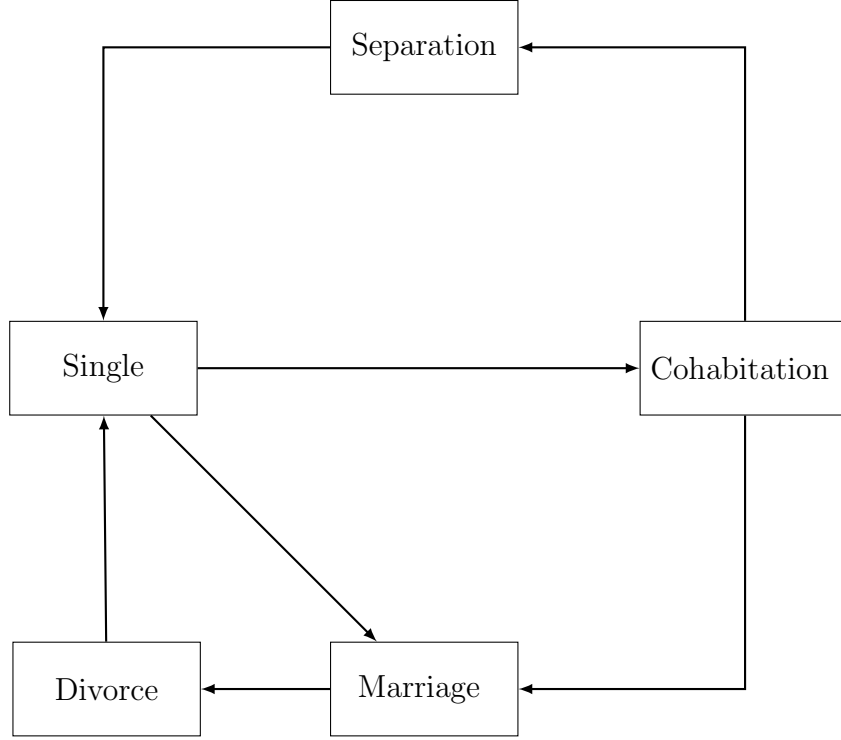 Separation
Single
Cohabitation
Divorce
Marriage